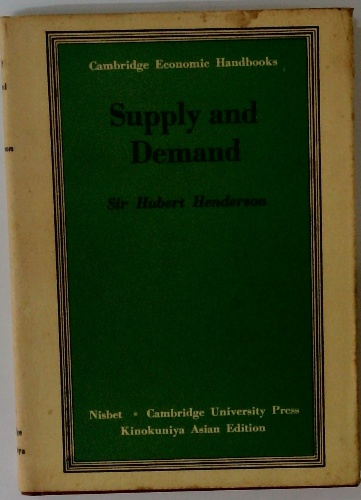 Cambridge Economic Handbooks
Supply and
Demand
Sir Hubert Henderson
Nisbet • Cambridge University Press
Kinokuniya Asian Edition